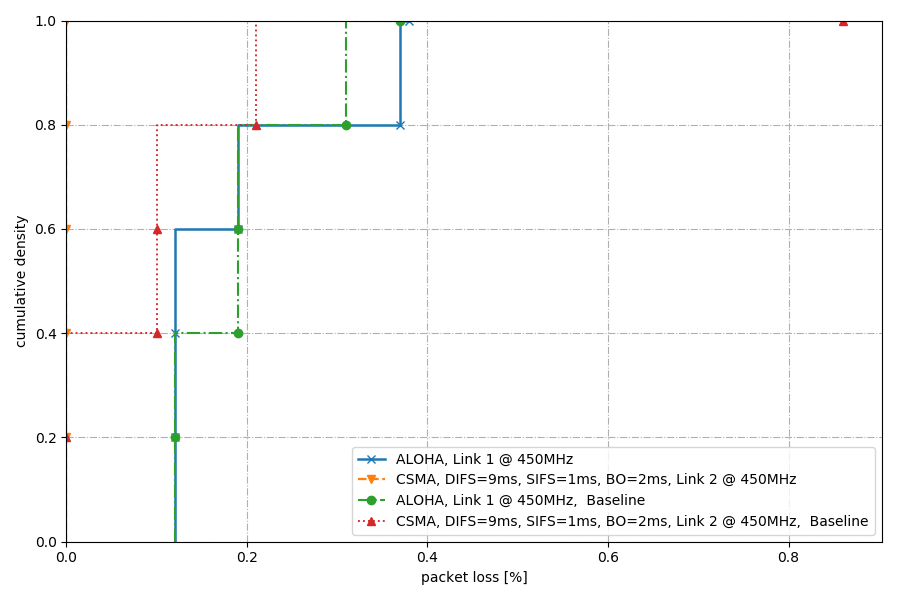 1.0
0.8
0.6
0.4
0.2
0.0
cumulative density
0.0 0.2 0.4 0.6 0.8
packet loss [%]
ALOHA, Link 1 @ 450MHz
CSMA, DIFS=9ms, SIFS=1ms, BO=2ms, Link 2 @ 450MHz
ALOHA, Link 1 @ 450MHz,  Baseline
CSMA, DIFS=9ms, SIFS=1ms, BO=2ms, Link 2 @ 450MHz,  Baseline